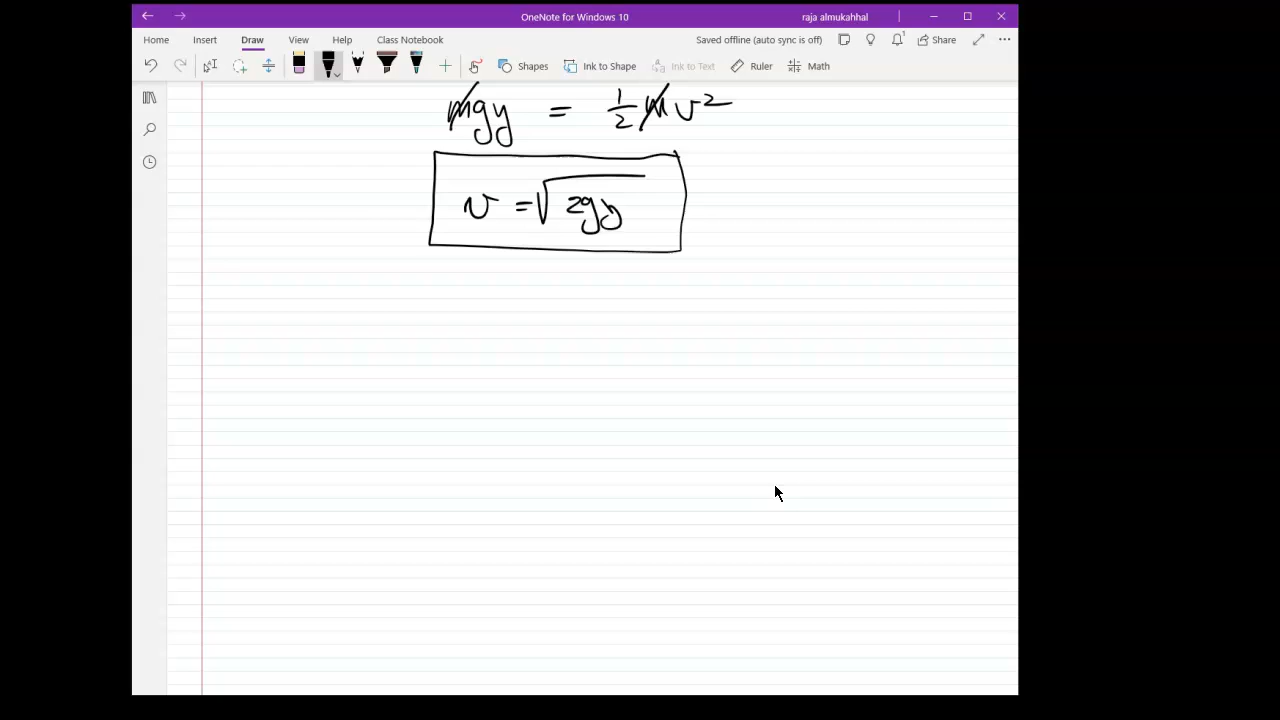 OneNote for Windows 10 raja almukahhal
Home Insert Draw View Help Class Notebook Saved offline (auto sync is off) Share
Shapes Ink to Shape Ink to Text Ruler Math
mgy = 1/2 mv²
v = √2gy